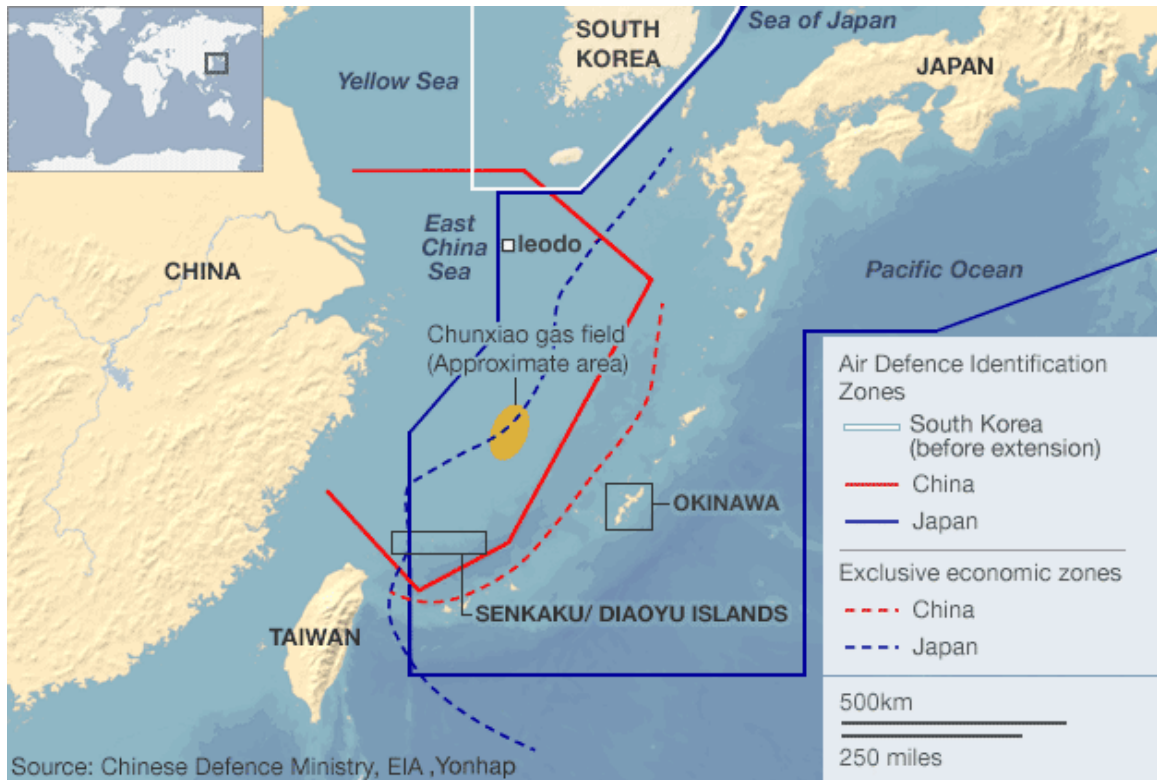 SOUTH
KOREA
Sea of Japan
Yellow Sea
JAPAN
East
China
Sea
Ieodo
CHINA
Pacific Ocean
Chunxiao gas field
(Approximate area)
OKINAWA
SENKAKU/ DIAOYU ISLANDS
TAIWAN
Air Defence Identification
Zones
South Korea
(before extension)
China
Japan
Exclusive economic zones
China
Japan
500km
250 miles
Source: Chinese Defence Ministry, EIA ,Yonhap